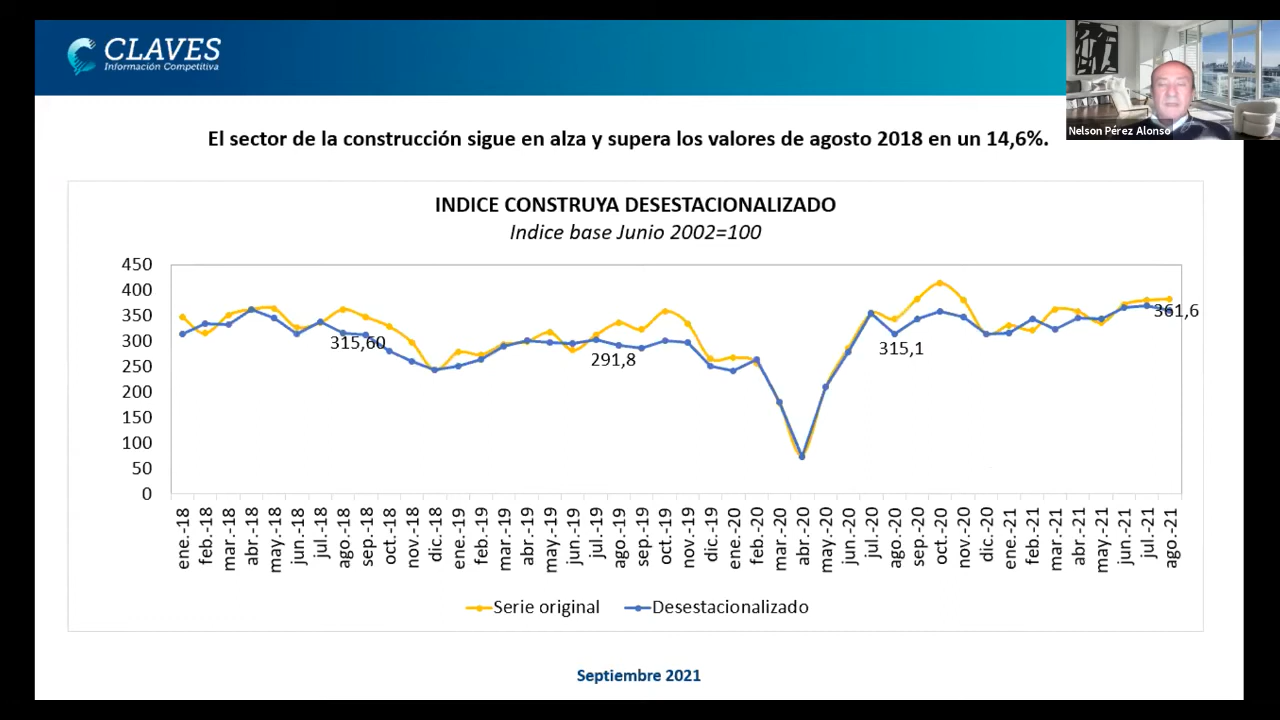 CLAVES
Información Competitiva
Nelson Pérez Alonso
El sector de la construcción sigue en alza y supera los valores de agosto 2018 en un 14,6%.
INDICE CONSTRUYA DESESTACIONALIZADO
Indice base Junio 2002=100
450
400
350
300
250
200
150
100
50
0
315,60
291,8
315,1
361,6
ene.-18
feb.-18
mar.-18
abr.-18
may.-18
jun.-18
jul.-18
ago.-18
sep.-18
oct.-18
nov.-18
dic.-18
ene.-19
feb.-19
mar.-19
abr.-19
may.-19
jun.-19
jul.-19
ago.-19
sep.-19
oct.-19
nov.-19
dic.-19
ene.-20
feb.-20
mar.-20
abr.-20
may.-20
jun.-20
jul.-20
ago.-20
sep.-20
oct.-20
nov.-20
dic.-20
ene.-21
feb.-21
mar.-21
abr.-21
may.-21
jun.-21
jul.-21
ago.-21
Serie original
Desestacionalizado
Septiembre 2021